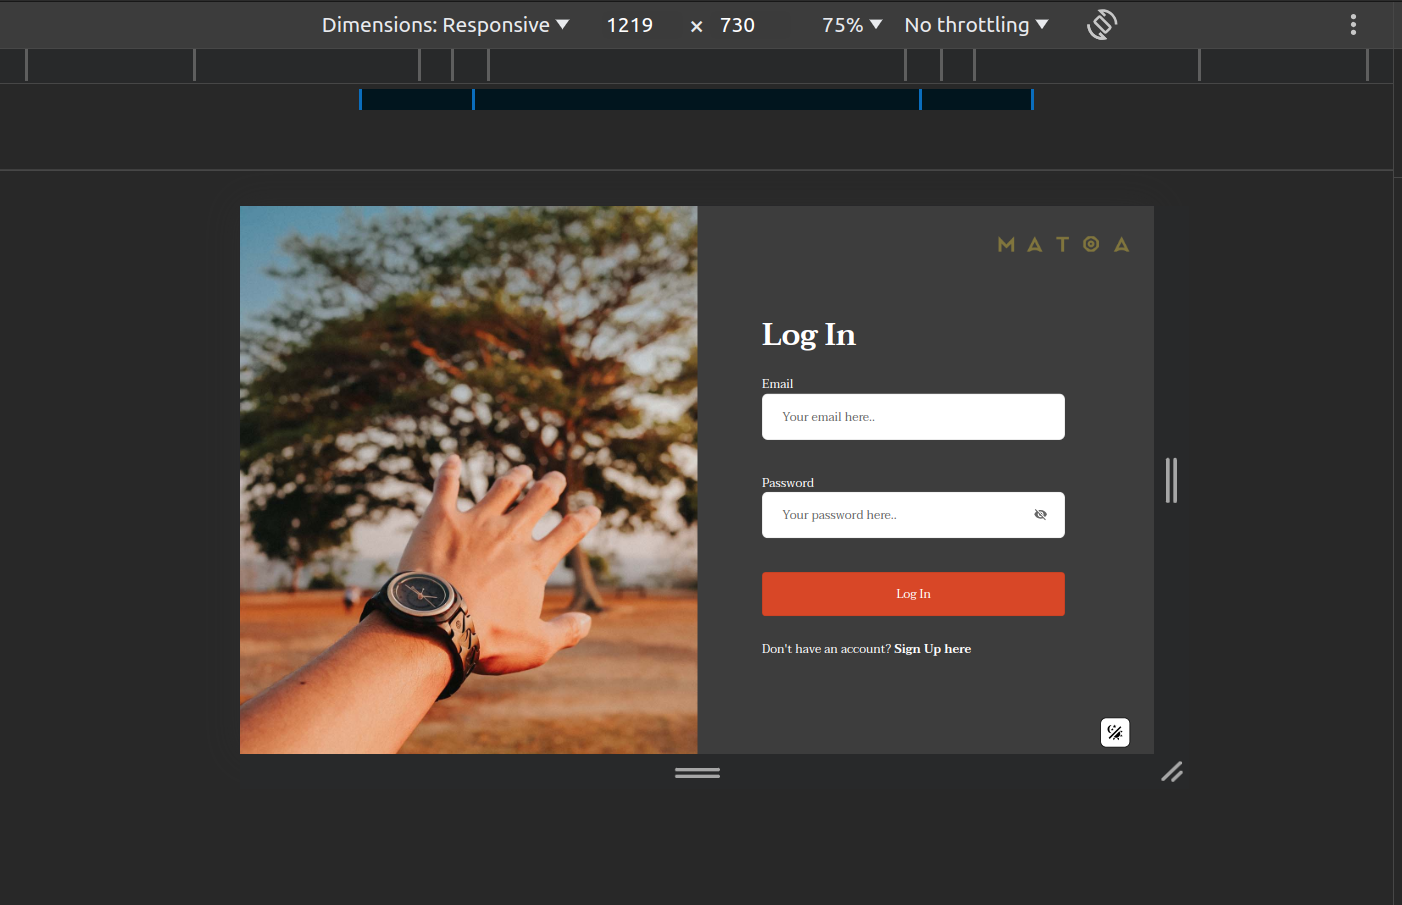 Dimensions: Responsive 1219 × 730 75% No throttling
MATOA
Log In
Email
Your email here..
Password
Your password here..
Log In
Don't have an account? Sign Up here